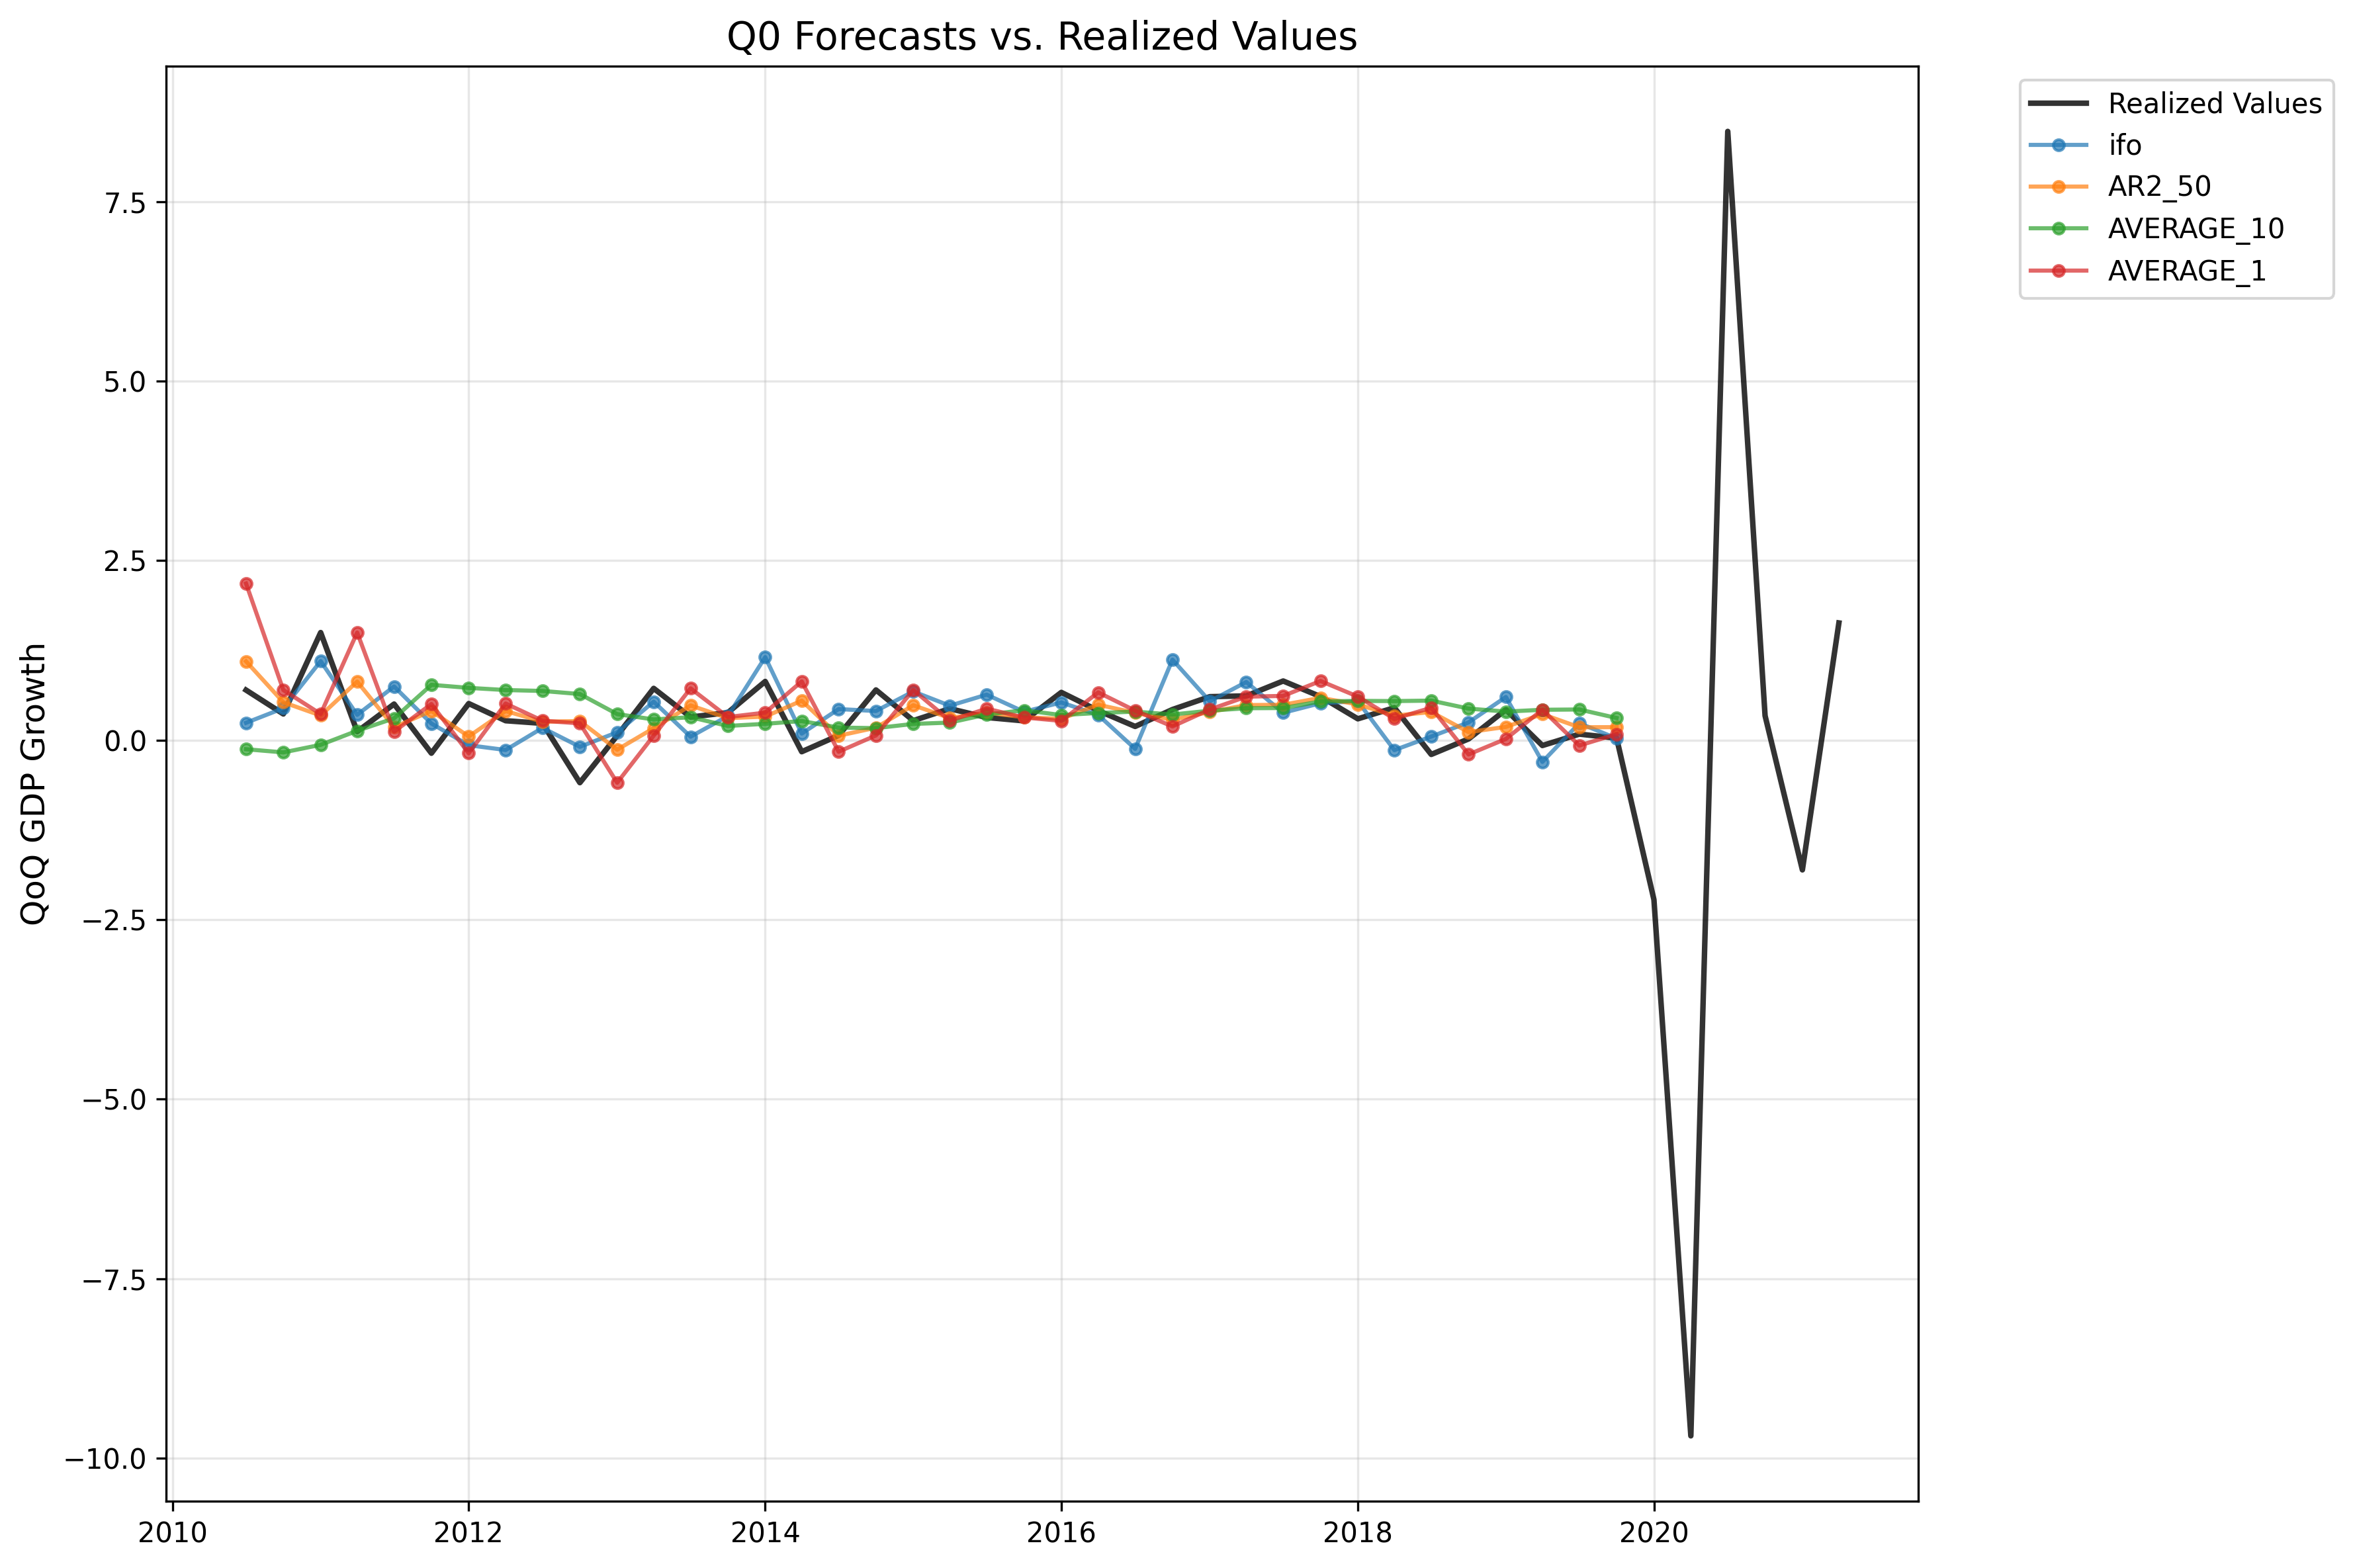 Q0 Forecasts vs. Realized Values
Realized Values
ifo
AR2_50
AVERAGE_10
AVERAGE_1
QoQ GDP Growth
7.5
5.0
2.5
0.0
−2.5
−5.0
−7.5
−10.0
2010 2012 2014 2016 2018 2020